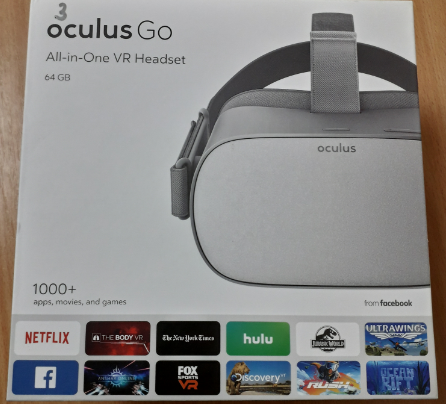 3
oculus Go
All-in-One VR Headset
64 GB
oculus
1000+
apps, movies, and games
from facebook
NETFLIX
THE BODY VR
The New York Times
hulu
JURASSIC WORLD
ULTRAWINGS
f
FOX
SPORTS
VR
Discovery VR
RUSH
OCEAN
RIFT